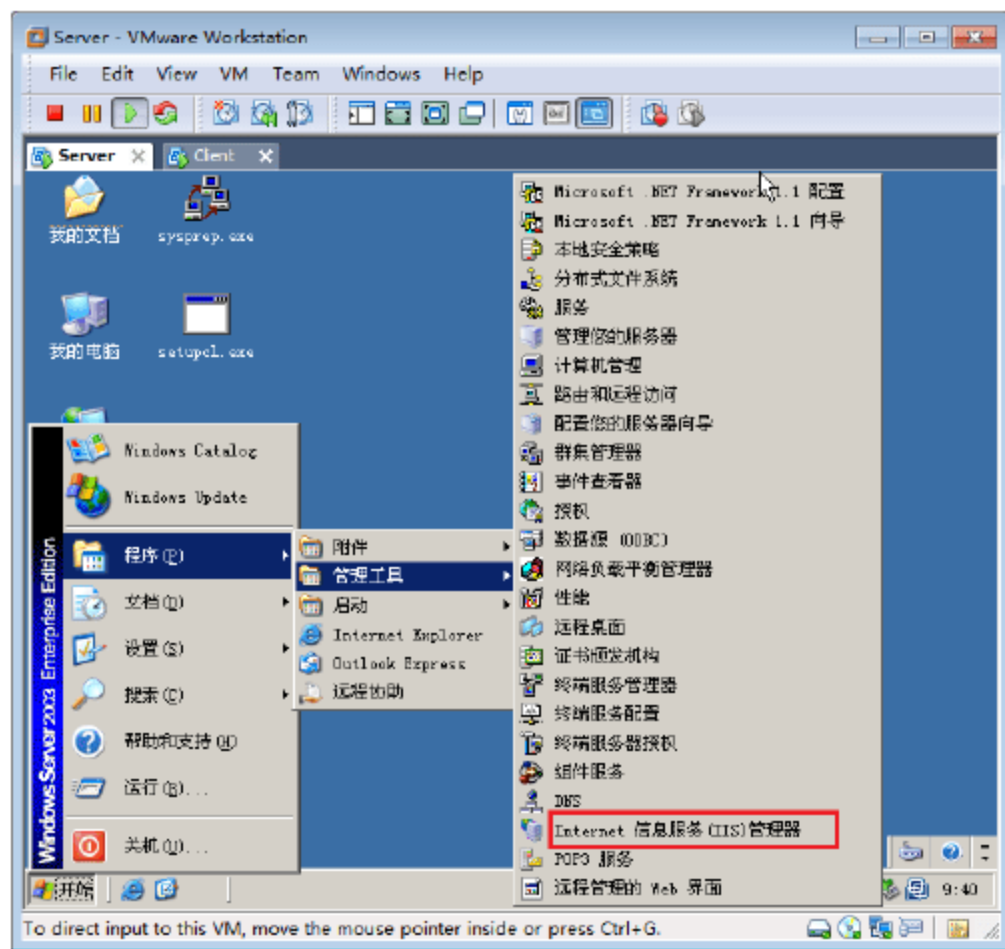 Server - VMware Workstation
File Edit View VM Team Windows Help
Server Client
我的文档
sysprep.exe
我的电脑
setupcl.exe
Windows Catalog
Windows Update
程序(P)
文档(D)
设置(S)
搜索(C)
帮助和支持(H)
运行(R)...
关机(U)...
Windows Server 2003 Enterprise Edition
附件
管理工具
启动
Internet Explorer
Outlook Express
远程协助
Microsoft .NET Framework 1.1 配置
Microsoft .NET Framework 1.1 向导
本地安全策略
分布式文件系统
服务
管理您的服务器
计算机管理
路由和远程访问
配置您的服务器向导
群集管理器
事件查看器
授权
数据源 (ODBC)
网络负载平衡管理器
性能
远程桌面
证书颁发机构
终端服务管理器
终端服务配置
终端服务器授权
组件服务
DNS
Internet 信息服务(IIS)管理器
POP3 服务
远程管理的 Web 界面
开始
9:40
To direct input to this VM, move the mouse pointer inside or press Ctrl+G.